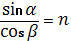 sin α / cos β = n